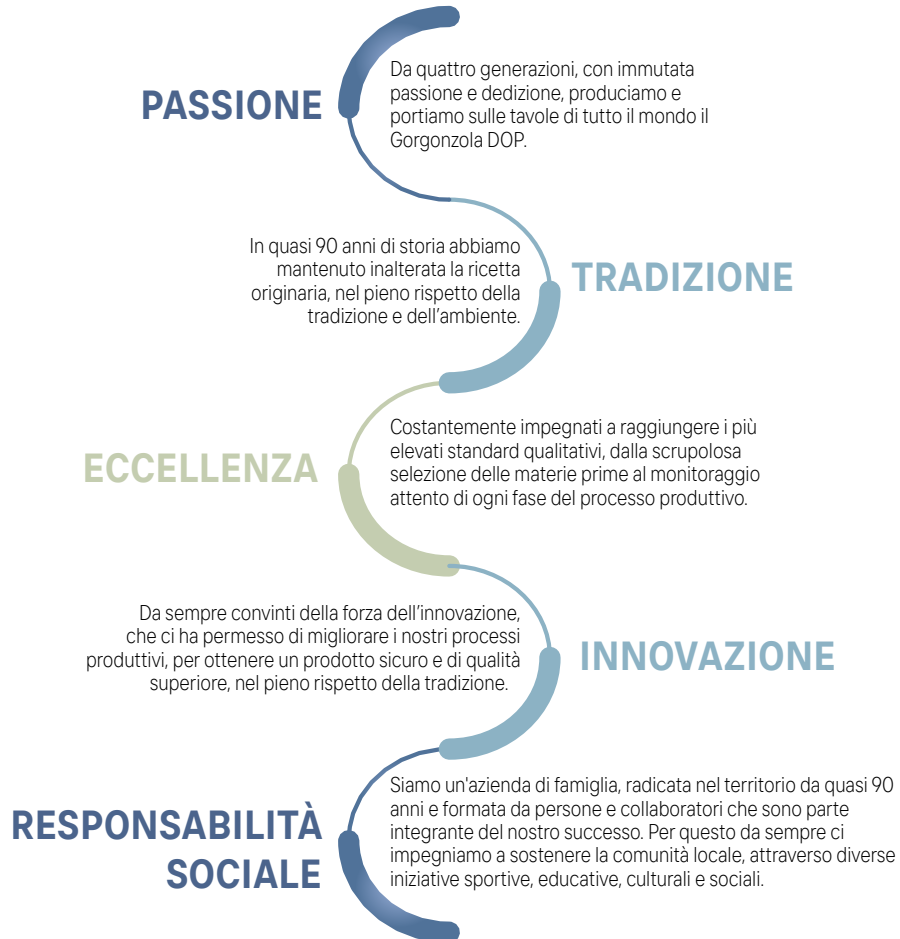 PASSIONE
Da quattro generazioni, con immutata
passione e dedizione, produciamo e
portiamo sulle tavole di tutto il mondo il
Gorgonzola DOP.
In quasi 90 anni di storia abbiamo
mantenuto inalterata la ricetta
originaria, nel pieno rispetto della
tradizione e dell'ambiente.
TRADIZIONE
ECCELLENZA
Costantemente impegnati a raggiungere i più
elevati standard qualitativi, dalla scrupolosa
selezione delle materie prime al monitoraggio
attento di ogni fase del processo produttivo.
Da sempre convinti della forza dell'innovazione,
che ci ha permesso di migliorare i nostri processi
produttivi, per ottenere un prodotto sicuro e di qualità
superiore, nel pieno rispetto della tradizione.
INNOVAZIONE
RESPONSABILITÀ
SOCIALE
Siamo un'azienda di famiglia, radicata nel territorio da quasi 90
anni e formata da persone e collaboratori che sono parte
integrante del nostro successo. Per questo da sempre ci
impegniamo a sostenere la comunità locale, attraverso diverse
iniziative sportive, educative, culturali e sociali.